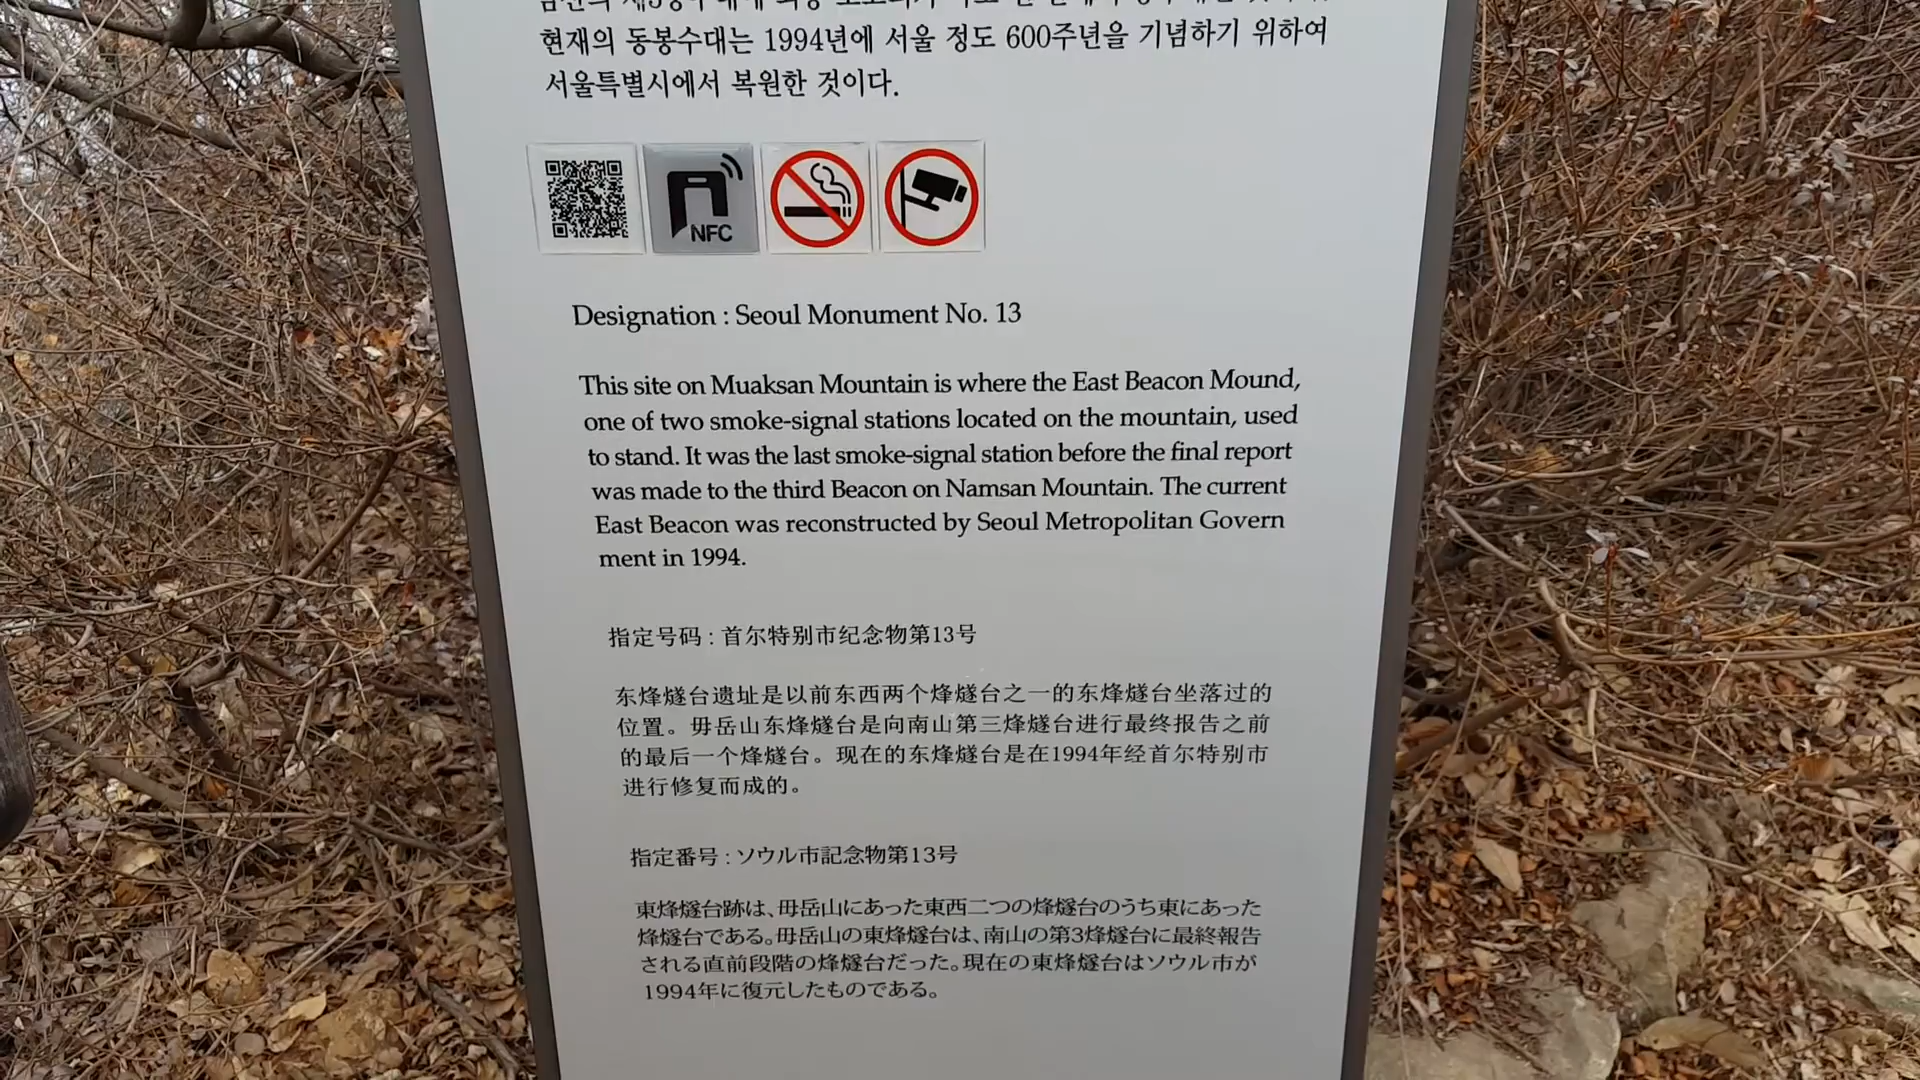 現재의 동봉수대는 1994년에 서울 정도 600주년을 기념하기 위하여
서울특별시에서 복원한 것이다.
NFC
Designation : Seoul Monument No. 13
This site on Muaksan Mountain is where the East Beacon Mound,
one of two smoke-signal stations located on the mountain, used
to stand. It was the last smoke-signal station before the final report
was made to the third Beacon on Namsan Mountain. The current
East Beacon was reconstructed by Seoul Metropolitan Govern
ment in 1994.
指定号码 : 首尔特别市纪念物第13号
东烽燧台遗址是以前东西两个烽燧台之一的东烽燧台坐落过的
位置。毋岳山东烽燧台是向南山第三烽燧台进行最终报告之前
的最后一个烽燧台。现在的东烽燧台是在1994年经首尔特别市
进行修复而成的。
指定番号 : ソウル市記念物第13号
東烽燧台跡は、毋岳山にあった東西二つの烽燧台のうち東にあった
烽燧台である。毋岳山の東烽燧台は、南山の第3烽燧台に最終報告
される直前段階の烽燧台だった。現在の東烽燧台はソウル市が
1994年に復元したものである。